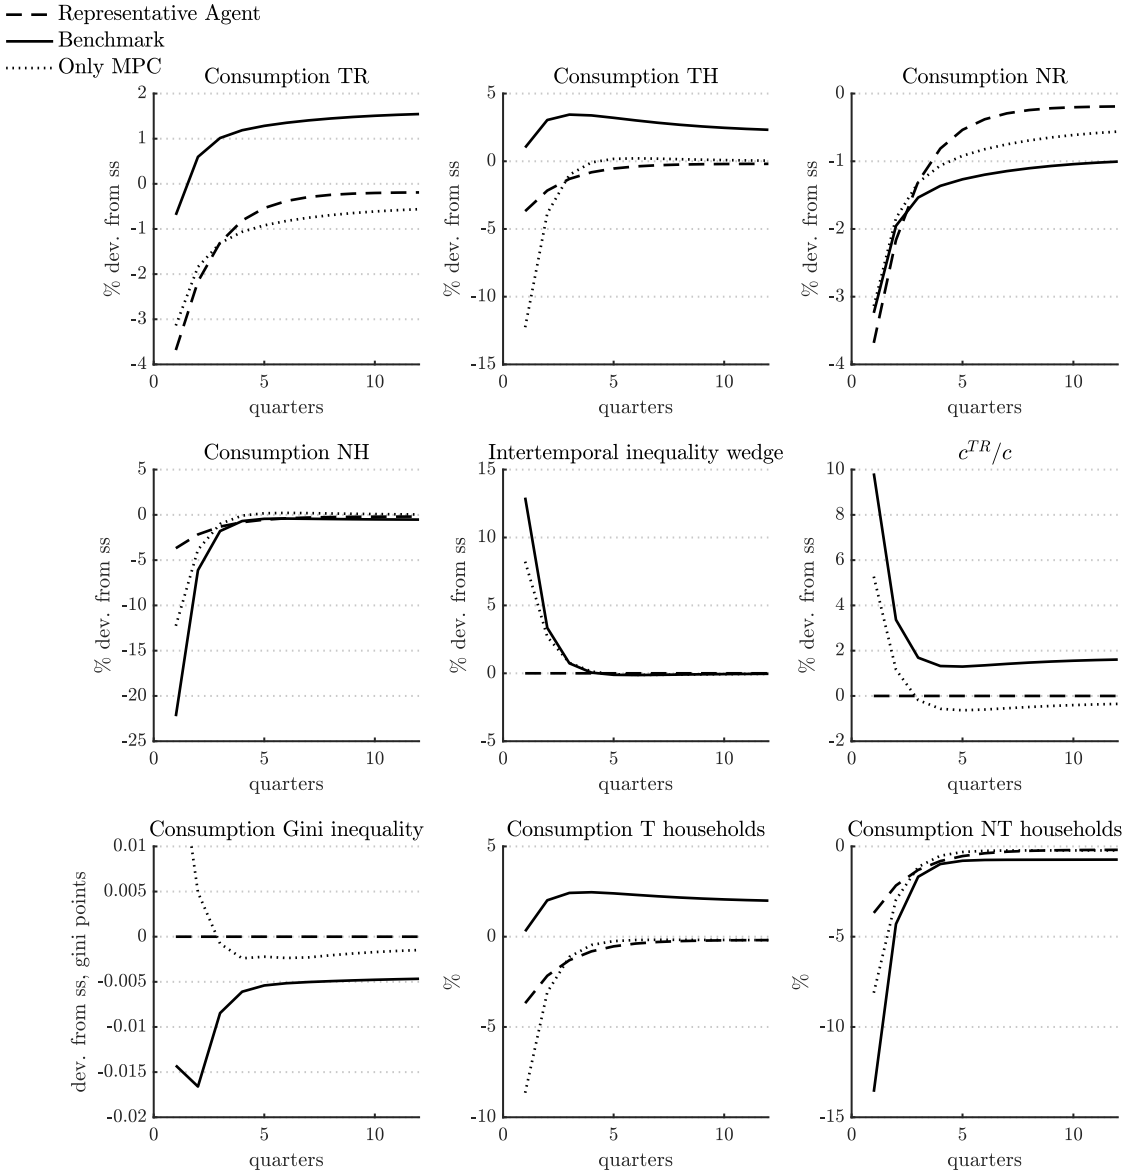 Representative Agent
Benchmark
Only MPC
Consumption TR
2
1
0
-1
-2
-3
-4
% dev. from ss
0 5 10
quarters
Consumption TH
5
0
-5
-10
-15
% dev. from ss
0 5 10
quarters
Consumption NR
0
-1
-2
-3
-4
% dev. from ss
0 5 10
quarters
Consumption NH
5
0
-5
-10
-15
-20
-25
% dev. from ss
0 5 10
quarters
Intertemporal inequality wedge
15
10
5
0
-5
% dev. from ss
0 5 10
quarters
c^{TR}/c
10
8
6
4
2
0
-2
% dev. from ss
0 5 10
quarters
Consumption Gini inequality
0.01
0.005
0
-0.005
-0.01
-0.015
-0.02
dev. from ss, gini points
0 5 10
quarters
Consumption T households
5
0
-5
-10
%
0 5 10
quarters
Consumption NT households
0
-5
-10
-15
%
0 5 10
quarters